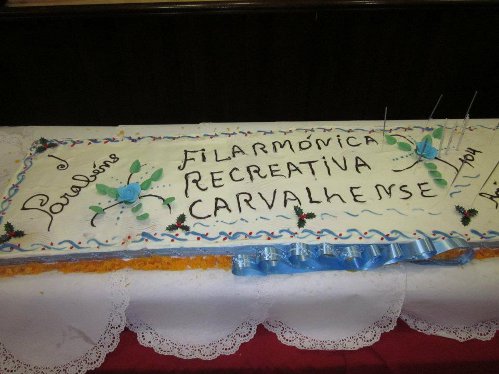 Parabéns
FILARMÓNICA
RECREATIVA
CARVALHENSE
104